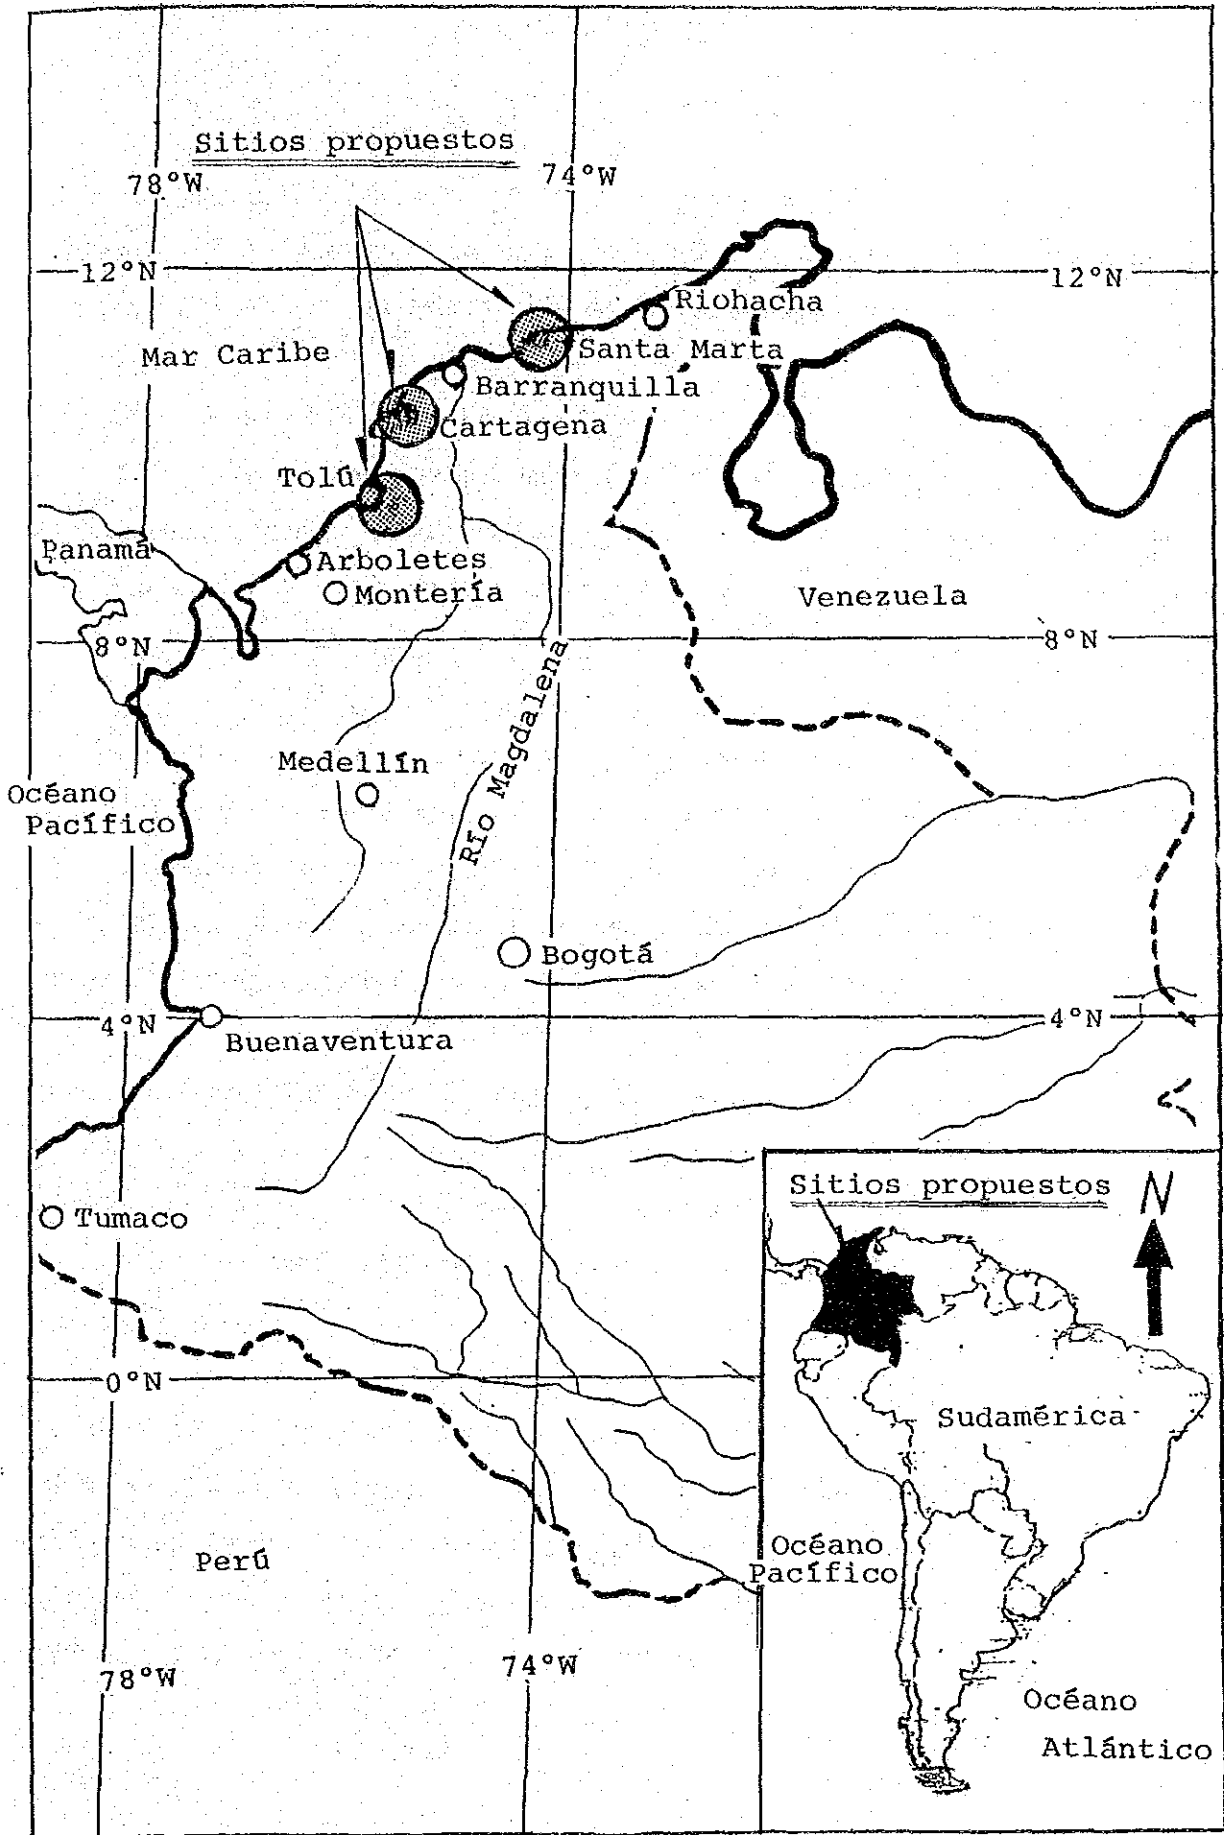 Sitios propuestos
78°W
74°W
12°N
12°N
Riohacha
Mar Caribe
Santa Marta
Barranquilla
Cartagena
Tolú
Panamá
Arboletes
Montería
Venezuela
8°N
8°N
Río Magdalena
Medellín
Océano
Pacífico
Bogotá
4°N
4°N
Buenaventura
Sitios propuestos
N
Tumaco
0°N
Sudamérica
Océano
Pacífico
Perú
78°W
74°W
Océano
Atlántico